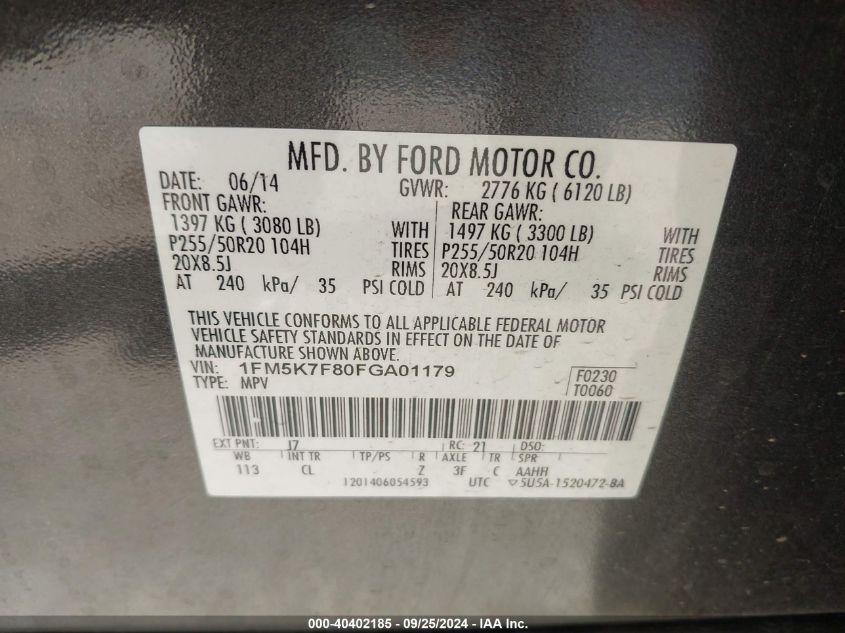 MFD. BY FORD MOTOR CO.
DATE: 06/14 GVWR: 2776 KG ( 6120 LB)
FRONT GAWR: REAR GAWR:
1397 KG ( 3080 LB) WITH 1497 KG ( 3300 LB) WITH
P255/50R20 104H TIRES P255/50R20 104H TIRES
20X8.5J RIMS 20X8.5J RIMS
AT 240 kPa/ 35 PSI COLD AT 240 kPa/ 35 PSI COLD
THIS VEHICLE CONFORMS TO ALL APPLICABLE FEDERAL MOTOR
VEHICLE SAFETY STANDARDS IN EFFECT ON THE DATE OF
MANUFACTURE SHOWN ABOVE.
VIN: 1FM5K7F80FGA01179 F0230
TYPE: MPV T0060
EXT PNT: J7 RC: 21 DSO:
WB INT TR TP/PS R AXLE TR SPR
113 CL Z 3F C AAHH
1201406054593 UTC ▽5U5A-1520472-BA
000-40402185 - 09/25/2024 - IAA Inc.